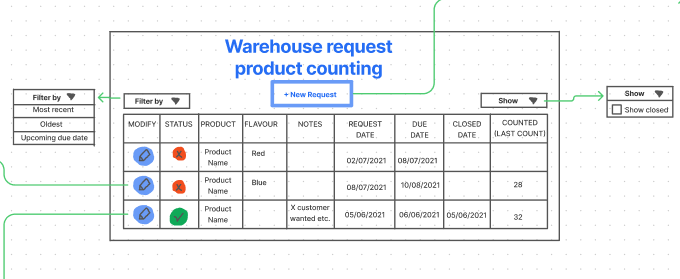 Warehouse request
product counting
+ New Request
Filter by
Most recent
Oldest
Upcoming due date
Filter by
Show
Show
Show closed
MODIFY STATUS PRODUCT FLAVOUR NOTES REQUEST DATE DUE DATE CLOSED DATE COUNTED (LAST COUNT)
X Product Name Red 02/07/2021 08/07/2021
X Product Name Blue 08/07/2021 10/08/2021 28
Product Name X customer wanted etc. 05/06/2021 06/06/2021 05/06/2021 32